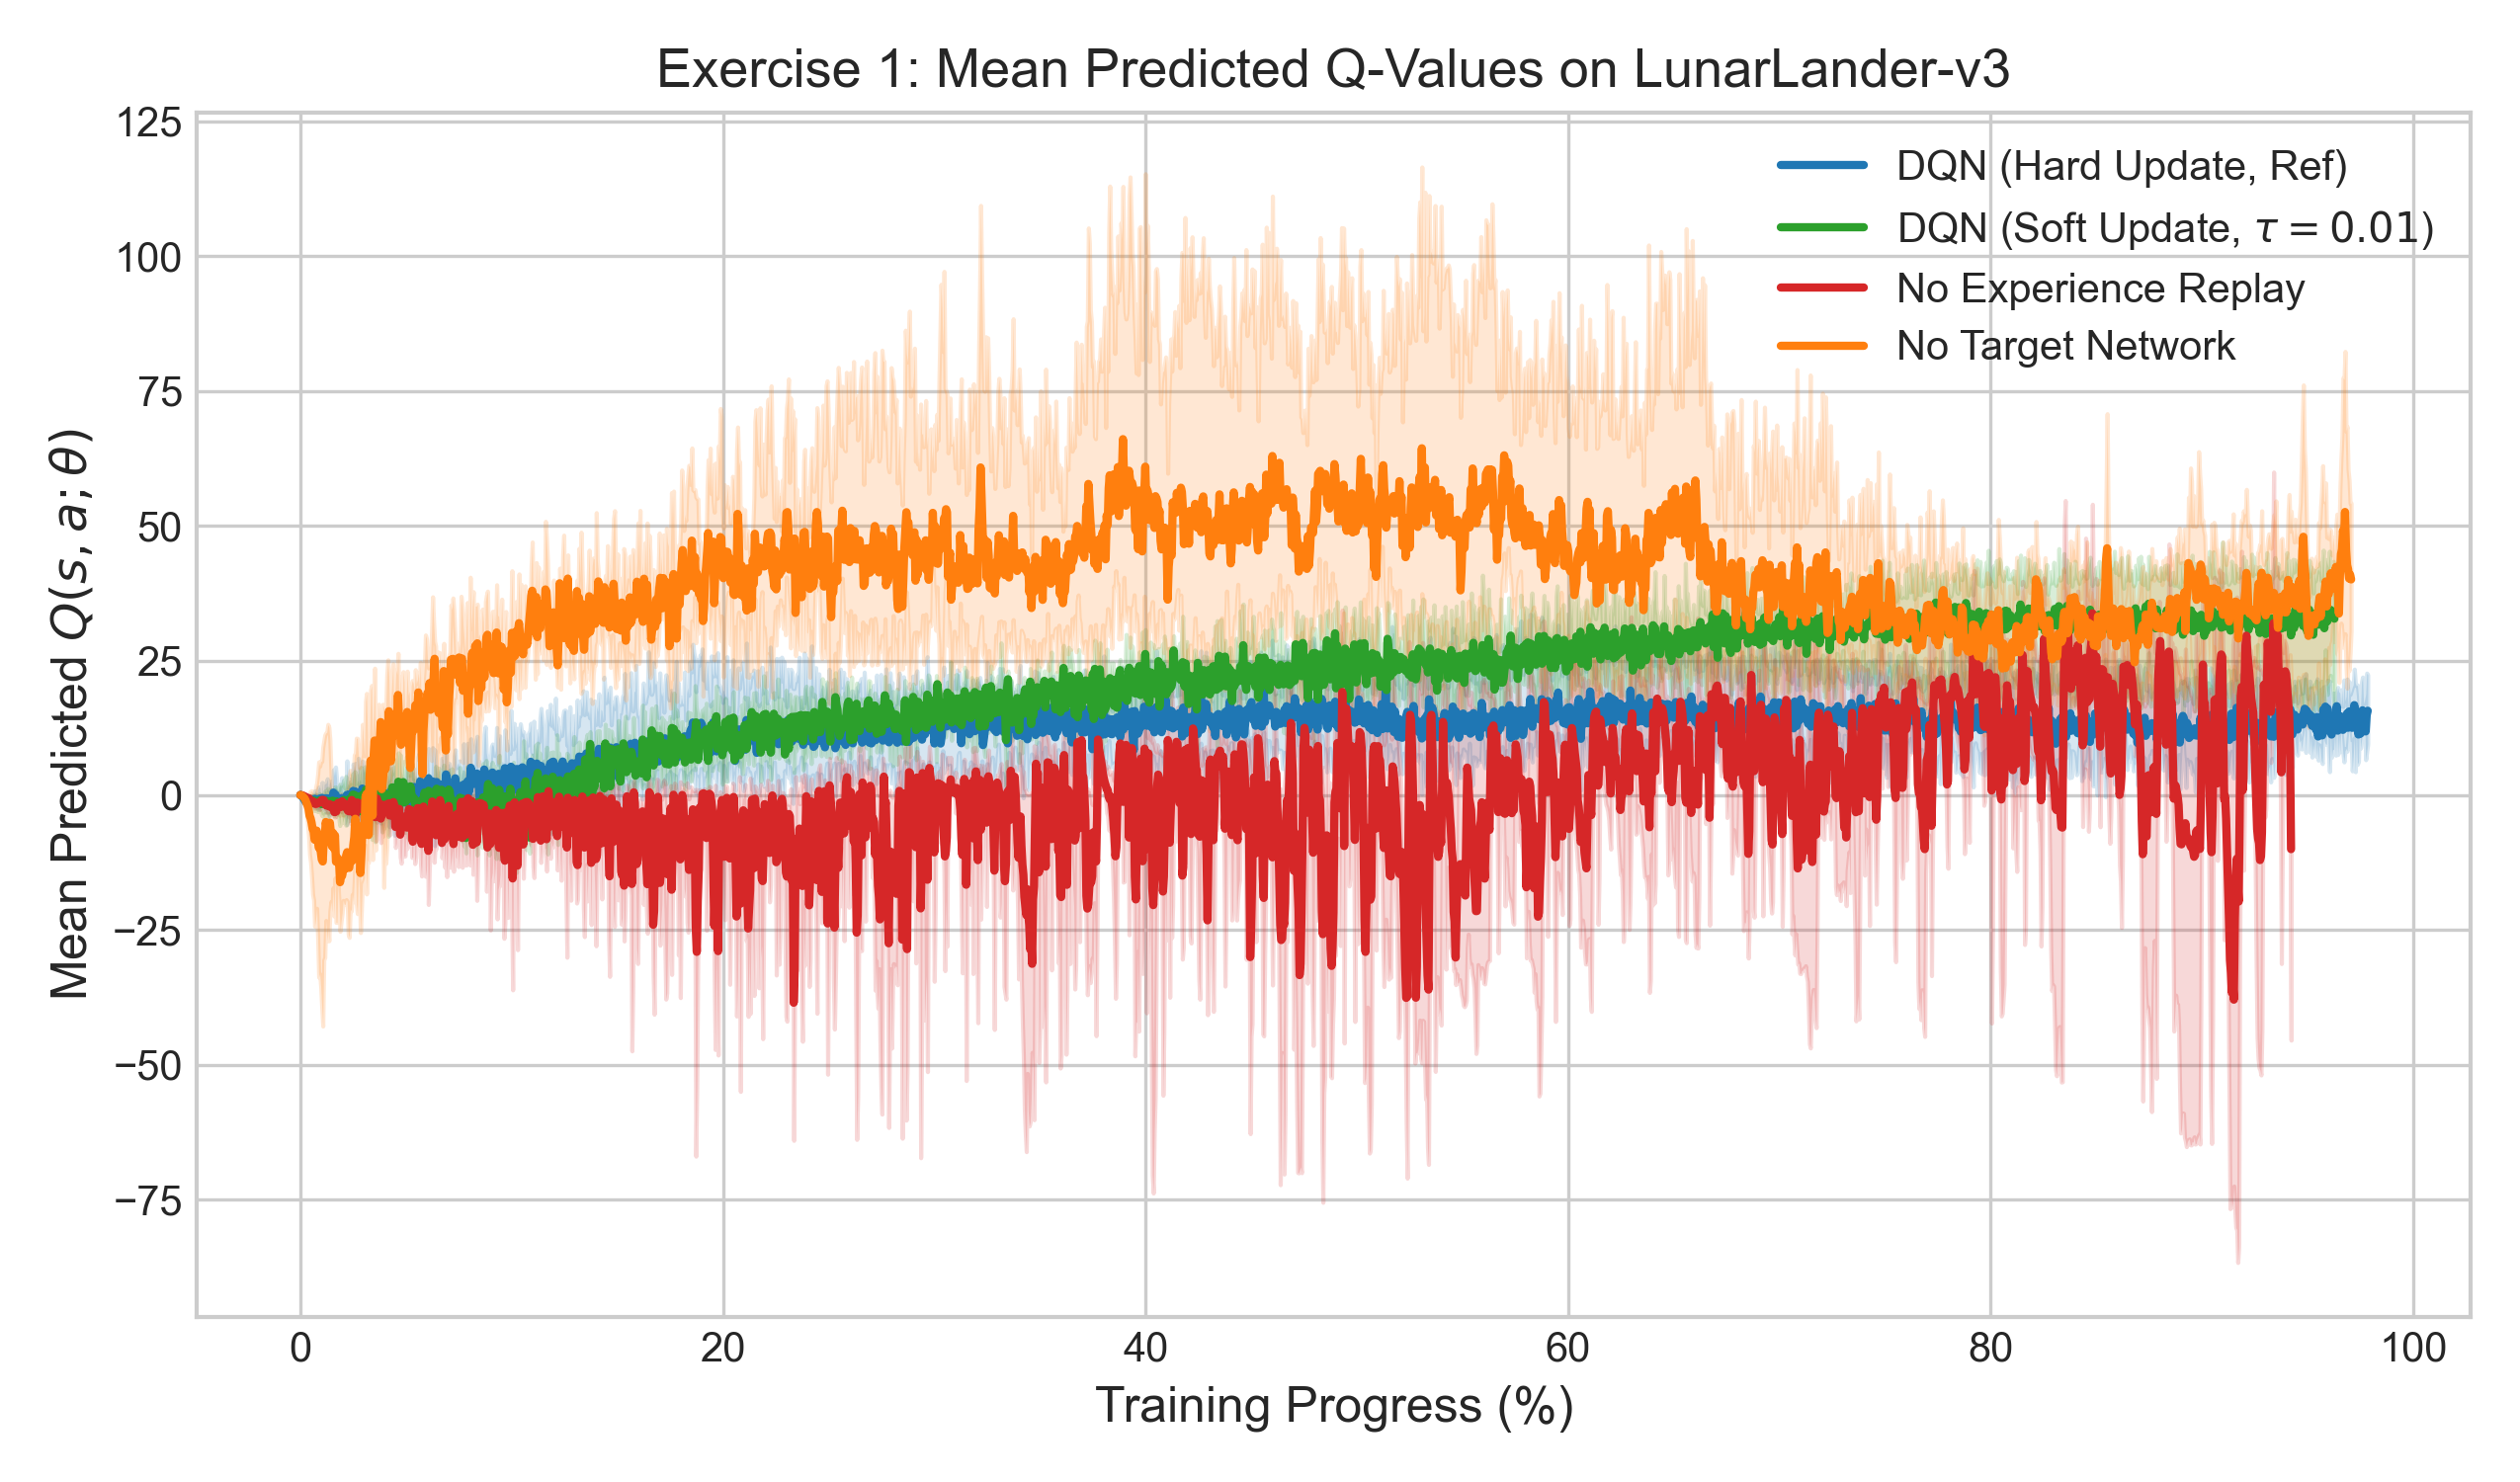 Exercise 1: Mean Predicted Q-Values on LunarLander-v3
125
100
75
50
25
0
−25
−50
−75
Mean Predicted Q(s, a; θ)
DQN (Hard Update, Ref)
DQN (Soft Update, τ = 0.01)
No Experience Replay
No Target Network
0 20 40 60 80 100
Training Progress (%)